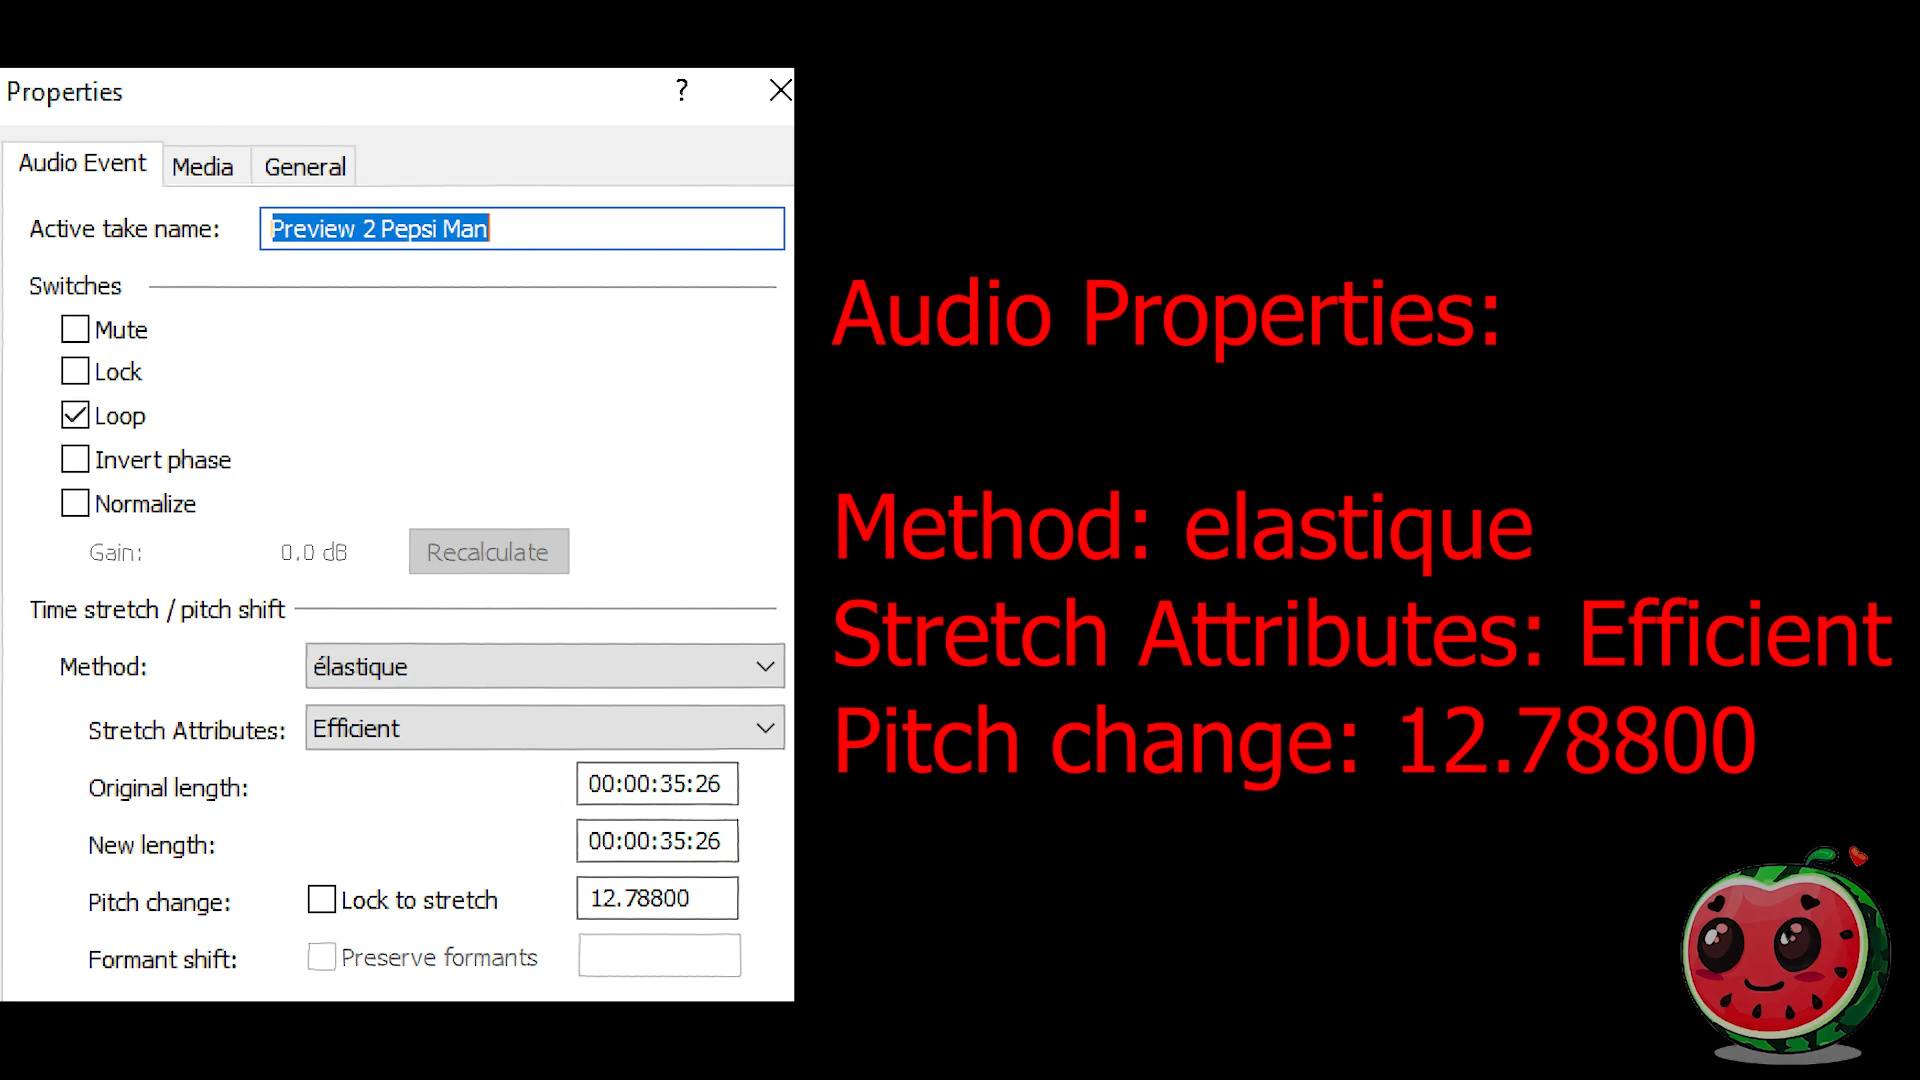 Properties
?
Audio Event Media General
Active take name: Preview 2 Pepsi Man
Switches
Mute
Lock
Loop
Invert phase
Normalize
Gain: 0.0 dB Recalculate
Time stretch / pitch shift
Method: élastique
Stretch Attributes: Efficient
Original length: 00:00:35:26
New length: 00:00:35:26
Pitch change: Lock to stretch 12.78800
Formant shift: Preserve formants
Audio Properties:
Method: elastique
Stretch Attributes: Efficient
Pitch change: 12.78800